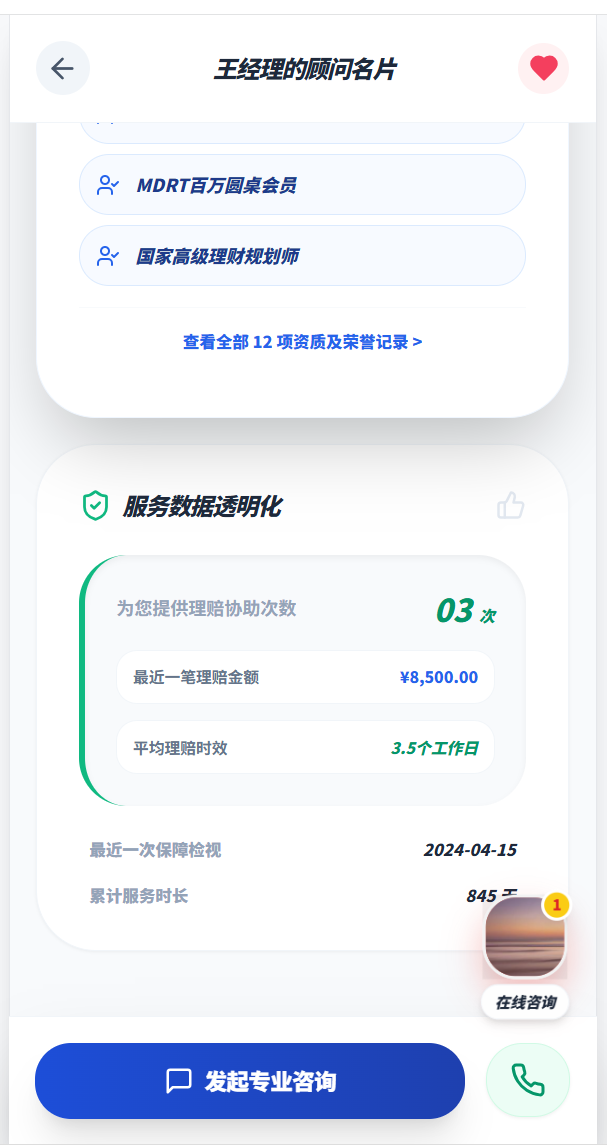 王经理的顾问名片
MDRT百万圆桌会员
国家高级理财规划师
查看全部 12 项资质及荣誉记录 >
服务数据透明化
为您提供理赔协助次数 03 次
最近一笔理赔金额 ¥8,500.00
平均理赔时效 3.5个工作日
最近一次保障检视 2024-04-15
累计服务时长 845
1
在线咨询
发起专业咨询